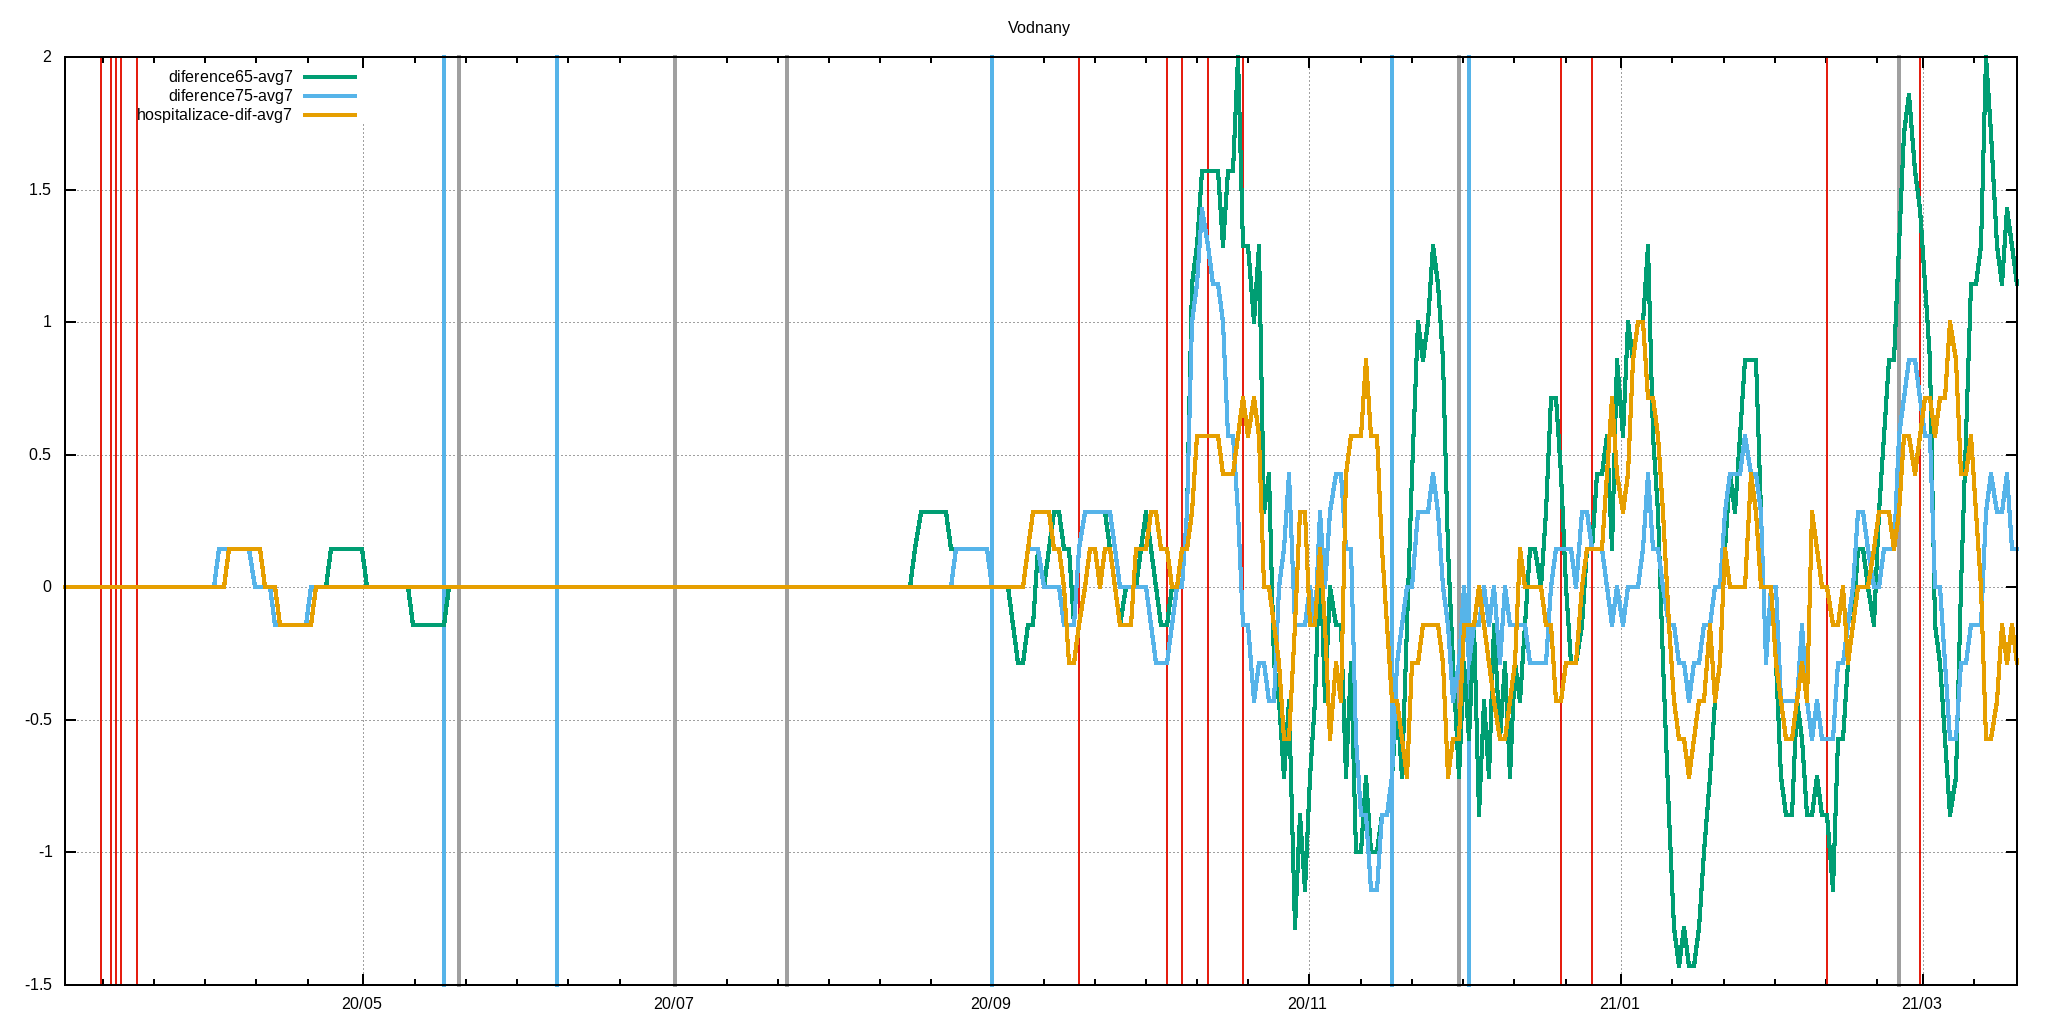 Vodnany
diference65-avg7
diference75-avg7
hospitalizace-dif-avg7
2
1.5
1
0.5
0
-0.5
-1
-1.5
20/05 20/07 20/09 20/11 21/01 21/03